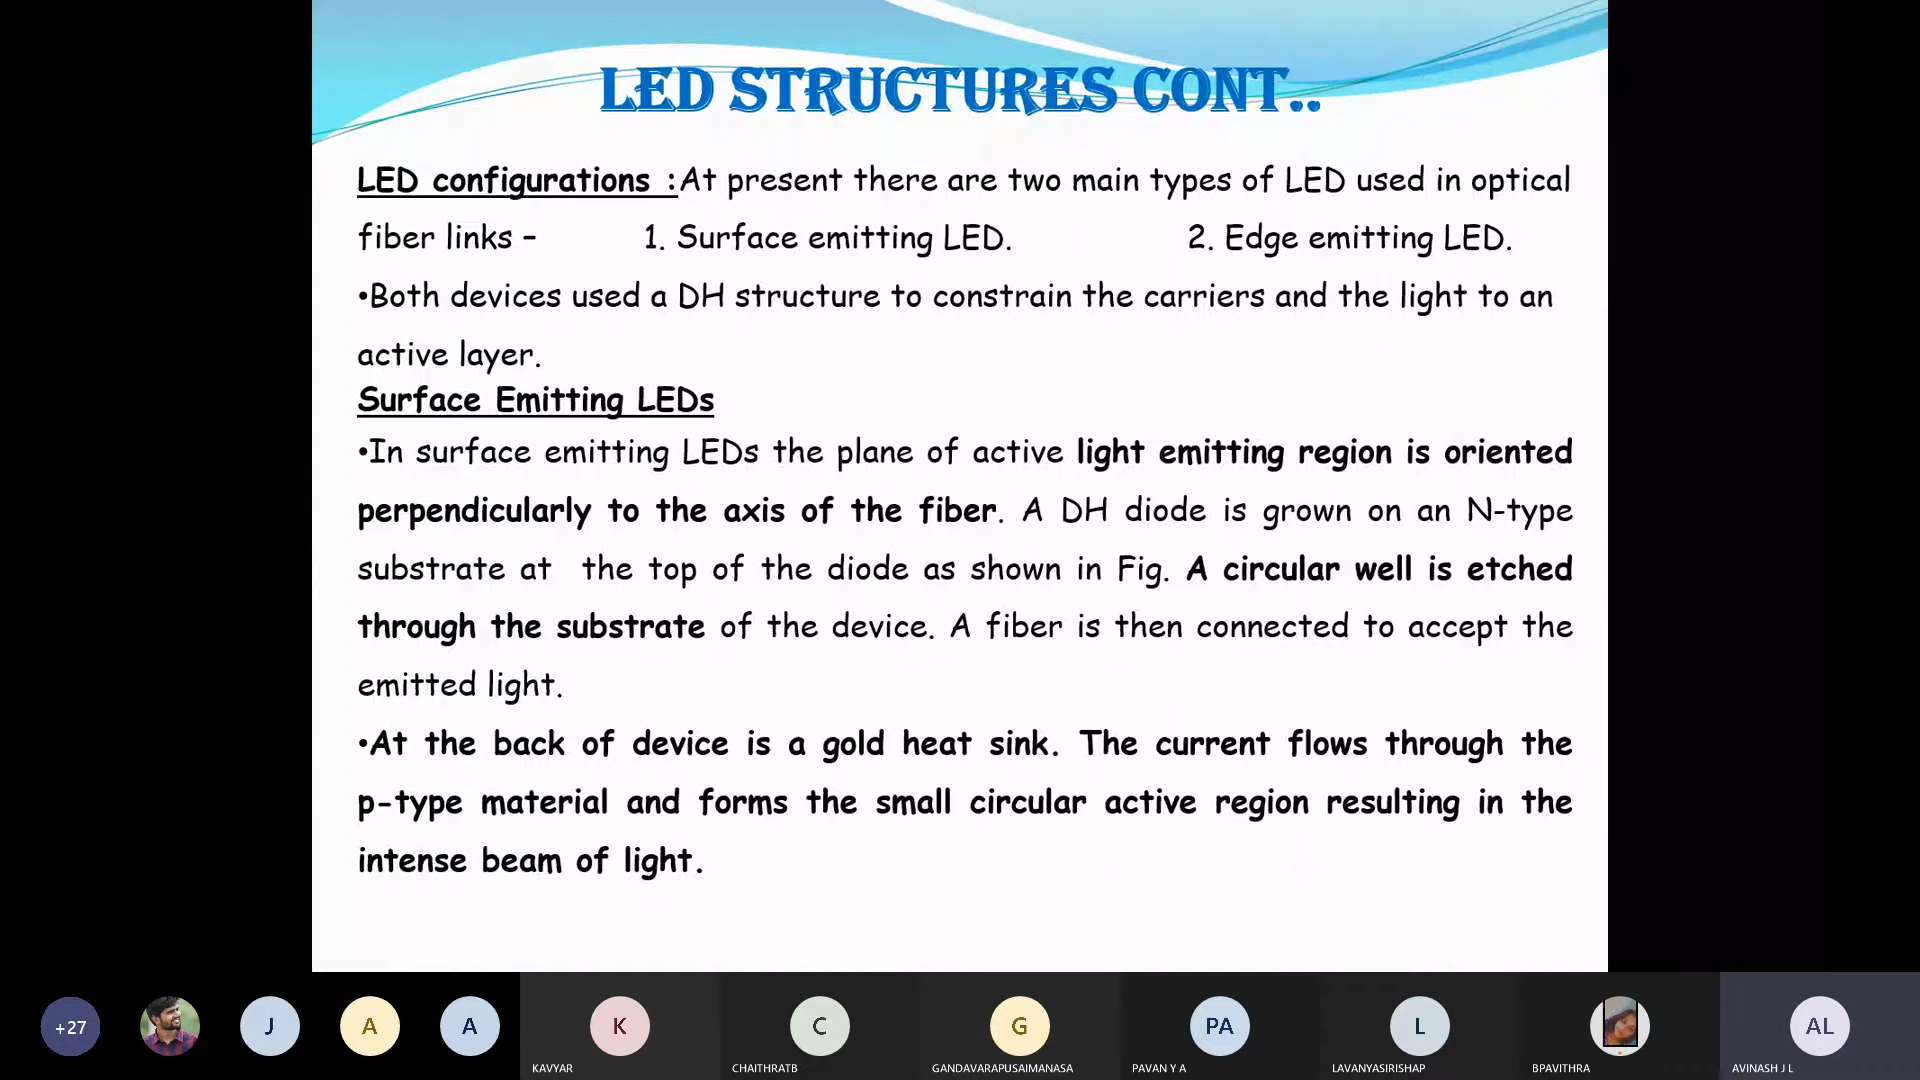 LED STRUCTURES CONT..
LED configurations :At present there are two main types of LED used in optical
fiber links – 1. Surface emitting LED. 2. Edge emitting LED.
•Both devices used a DH structure to constrain the carriers and the light to an
active layer.
Surface Emitting LEDs
•In surface emitting LEDs the plane of active light emitting region is oriented
perpendicularly to the axis of the fiber. A DH diode is grown on an N-type
substrate at the top of the diode as shown in Fig. A circular well is etched
through the substrate of the device. A fiber is then connected to accept the
emitted light.
•At the back of device is a gold heat sink. The current flows through the
p-type material and forms the small circular active region resulting in the
intense beam of light.
+27 J A A K C G PA L AL
KAVYAR CHAITHRATB GANDAVARAPUSAIMANASA PAVAN Y A LAVANYASIRISHAP BPAVITHRA AVINASH J L